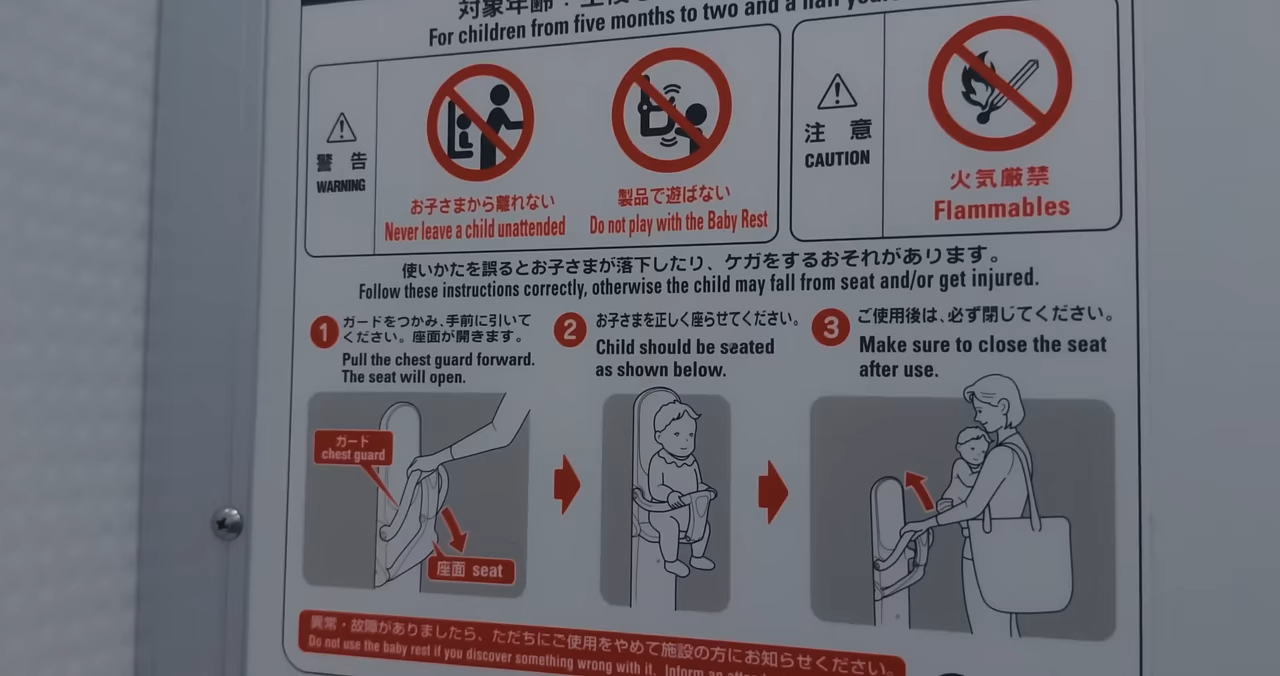 対象年齢：
For children from five months to two and a half
警 告
WARNING
お子さまから離れない
Never leave a child unattended
製品で遊ばない
Do not play with the Baby Rest
注 意
CAUTION
火気厳禁
Flammables
使いかたを誤るとお子さまが落下したり、ケガをするおそれがあります。
Follow these instructions correctly, otherwise the child may fall from seat and/or get injured.
1 ガードをつかみ、手前に引いて
ください。座面が開きます。
Pull the chest guard forward.
The seat will open.
ガード
chest guard
座面 seat
2 お子さまを正しく座らせてください。
Child should be seated
as shown below.
3 ご使用後は、必ず閉じてください。
Make sure to close the seat
after use.
異常・故障がありましたら、ただちにご使用をやめて施設の方にお知らせください。
Do not use the baby rest if you discover something wrong with it. Inform an